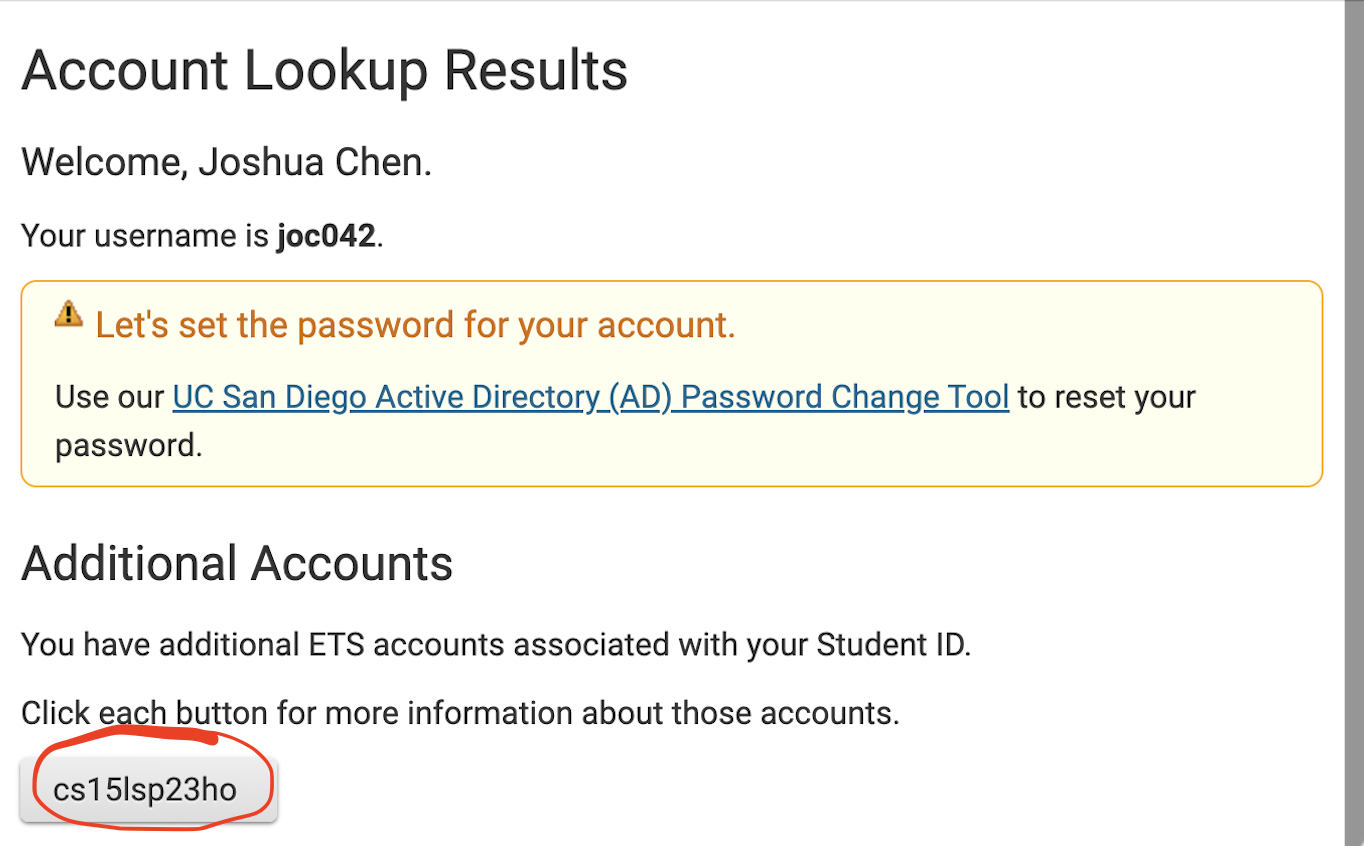 Account Lookup Results
Welcome, Joshua Chen.
Your username is joc042.
Let's set the password for your account.
Use our UC San Diego Active Directory (AD) Password Change Tool to reset your
password.
Additional Accounts
You have additional ETS accounts associated with your Student ID.
Click each button for more information about those accounts.
cs15lsp23ho